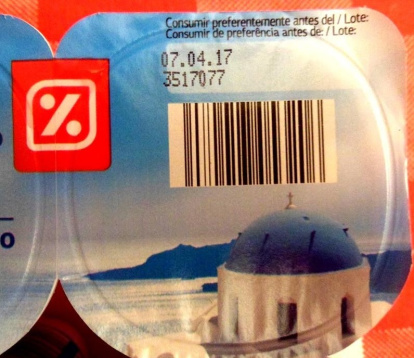 Consumir preferentemente antes del / Lote:
Consumir de preferência antes de: / Lote:
07.04.17
3517077
%
O